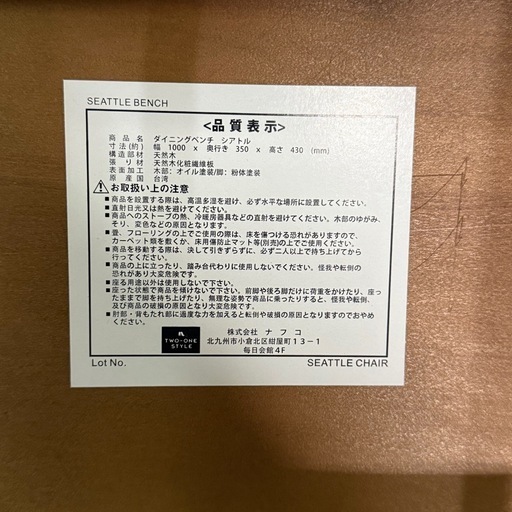 SEATTLE BENCH
<品質表示>
商品名 ダイニングベンチ シアトル
寸法(約) 幅 1000 x 奥行き 350 x 高さ 430 (mm)
構造部材 天然木
張り材 天然木化粧繊維板
表面加工 木部:オイル塗装/脚:粉体塗装
原産国 台湾
お取扱い上の注意
■商品を設置する際は、高温多湿を避け、必ず水平な場所に設置してください。
■直射日光又は熱を避けてください。
■商品へのストーブの熱、冷暖房器具などの直射を避けてください。木部のゆがみ、
そり、変色などの原因となります。
■畳、フローリングの上でご使用の際は、床を傷つける恐れがありますので、
カーペット類を敷くか、床用傷防止マット等(別売)の上でご使用ください。
■商品を移動する際は、決して引きずらずに、必ず二人以上で持ち上げてから
行ってください。
■商品の上に立ったり、踏み台代わりに使用しないでください。怪我や転倒の
恐れがあり大変危険です。
■座る用途以外は使用しないで下さい。
■座った状態で商品を傾けないで下さい。前脚や後ろ脚だけに荷重をかけたり、座っ
たままで脚を持ち上げたり、無理な姿勢で商品に乗ったりすると、怪我や転倒、
及び商品の破損の原因となり大変危険です。
■肘部・背もたれ部に過度な力を加えると転倒や破損の原因となりますのでおやめ
ください。
TWO-ONE
STYLE
株式会社 ナフコ
北九州市小倉北区紺屋町13-1
毎日会館4F
Lot No.
SEATTLE CHAIR